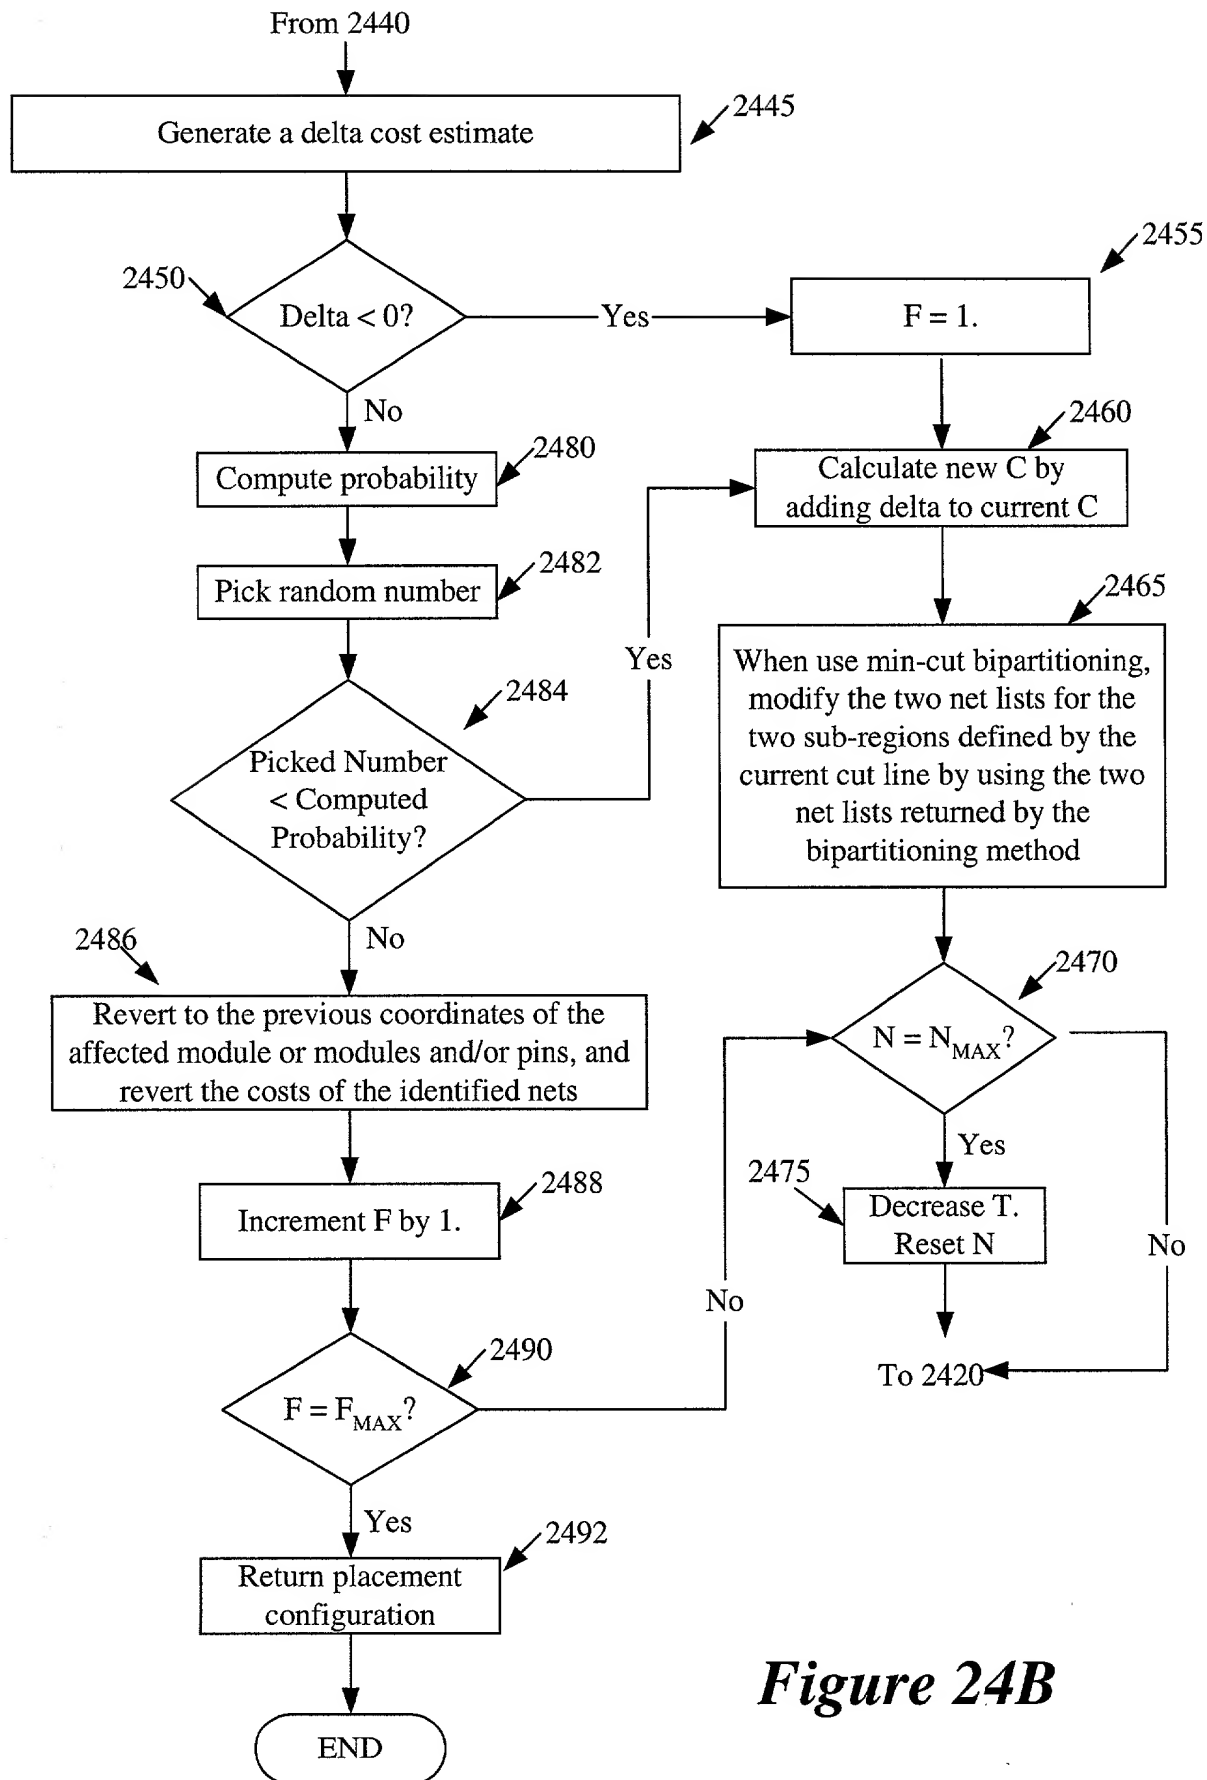 From 2440
2445
Generate a delta cost estimate
2455
2450
Delta < 0?
Yes
F = 1.
No
2460
2480
Compute probability
Calculate new C by
adding delta to current C
2482
Pick random number
2465
Yes
When use min-cut bipartitioning,
modify the two net lists for the
two sub-regions defined by the
current cut line by using the two
net lists returned by the
bipartitioning method
2484
Picked Number
< Computed
Probability?
No
2486
2470
Revert to the previous coordinates of the
affected module or modules and/or pins, and
revert the costs of the identified nets
N = NMAX?
Yes
2475
Decrease T.
Reset N
No
2488
Increment F by 1.
No
2490
To 2420
F = FMAX?
Yes
2492
Return placement
configuration
Figure 24B
END